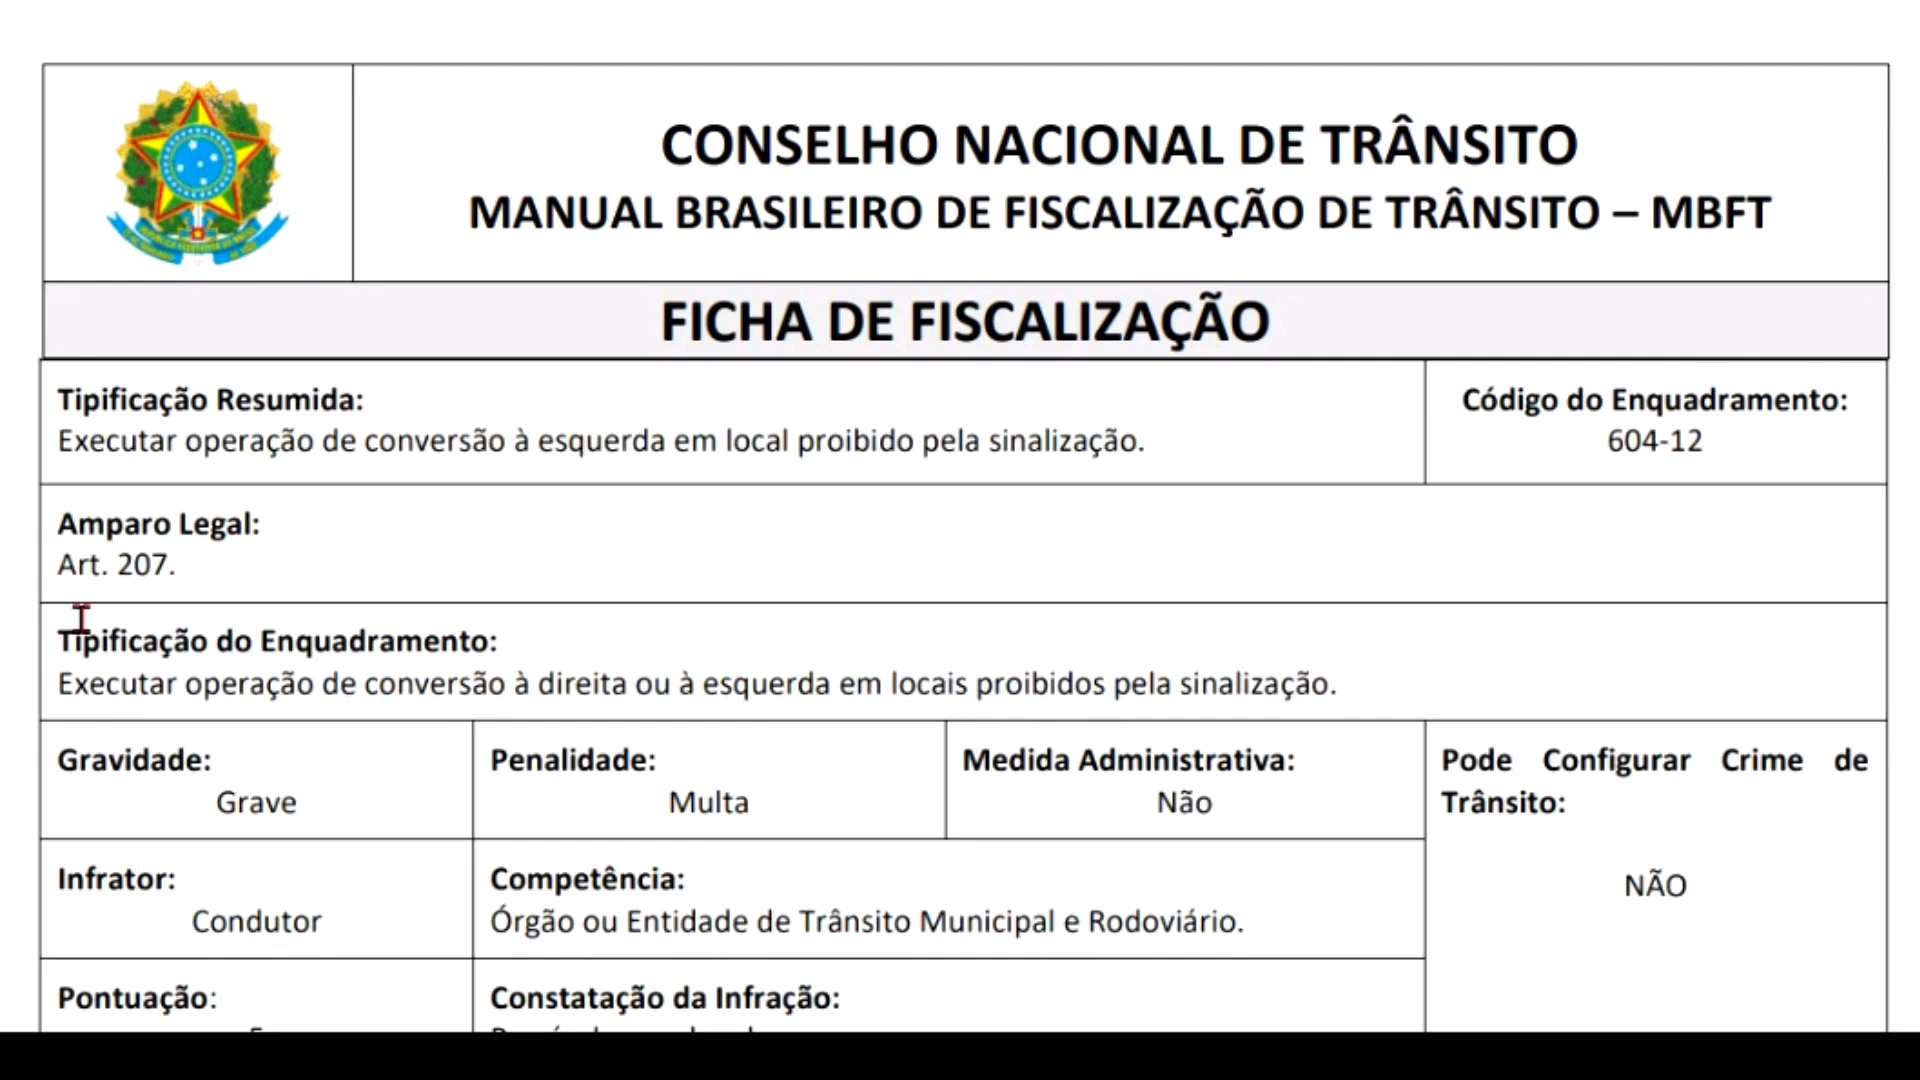 CONSELHO NACIONAL DE TRÂNSITO
MANUAL BRASILEIRO DE FISCALIZAÇÃO DE TRÂNSITO – MBFT
FICHA DE FISCALIZAÇÃO
Tipificação Resumida:
Executar operação de conversão à esquerda em local proibido pela sinalização.
Código do Enquadramento:
604-12
Amparo Legal:
Art. 207.
Tipificação do Enquadramento:
Executar operação de conversão à direita ou à esquerda em locais proibidos pela sinalização.
Gravidade:
Grave
Penalidade:
Multa
Medida Administrativa:
Não
Pode Configurar Crime de
Trânsito:
NÃO
Infrator:
Condutor
Competência:
Órgão ou Entidade de Trânsito Municipal e Rodoviário.
Pontuação:
Constatação da Infração: